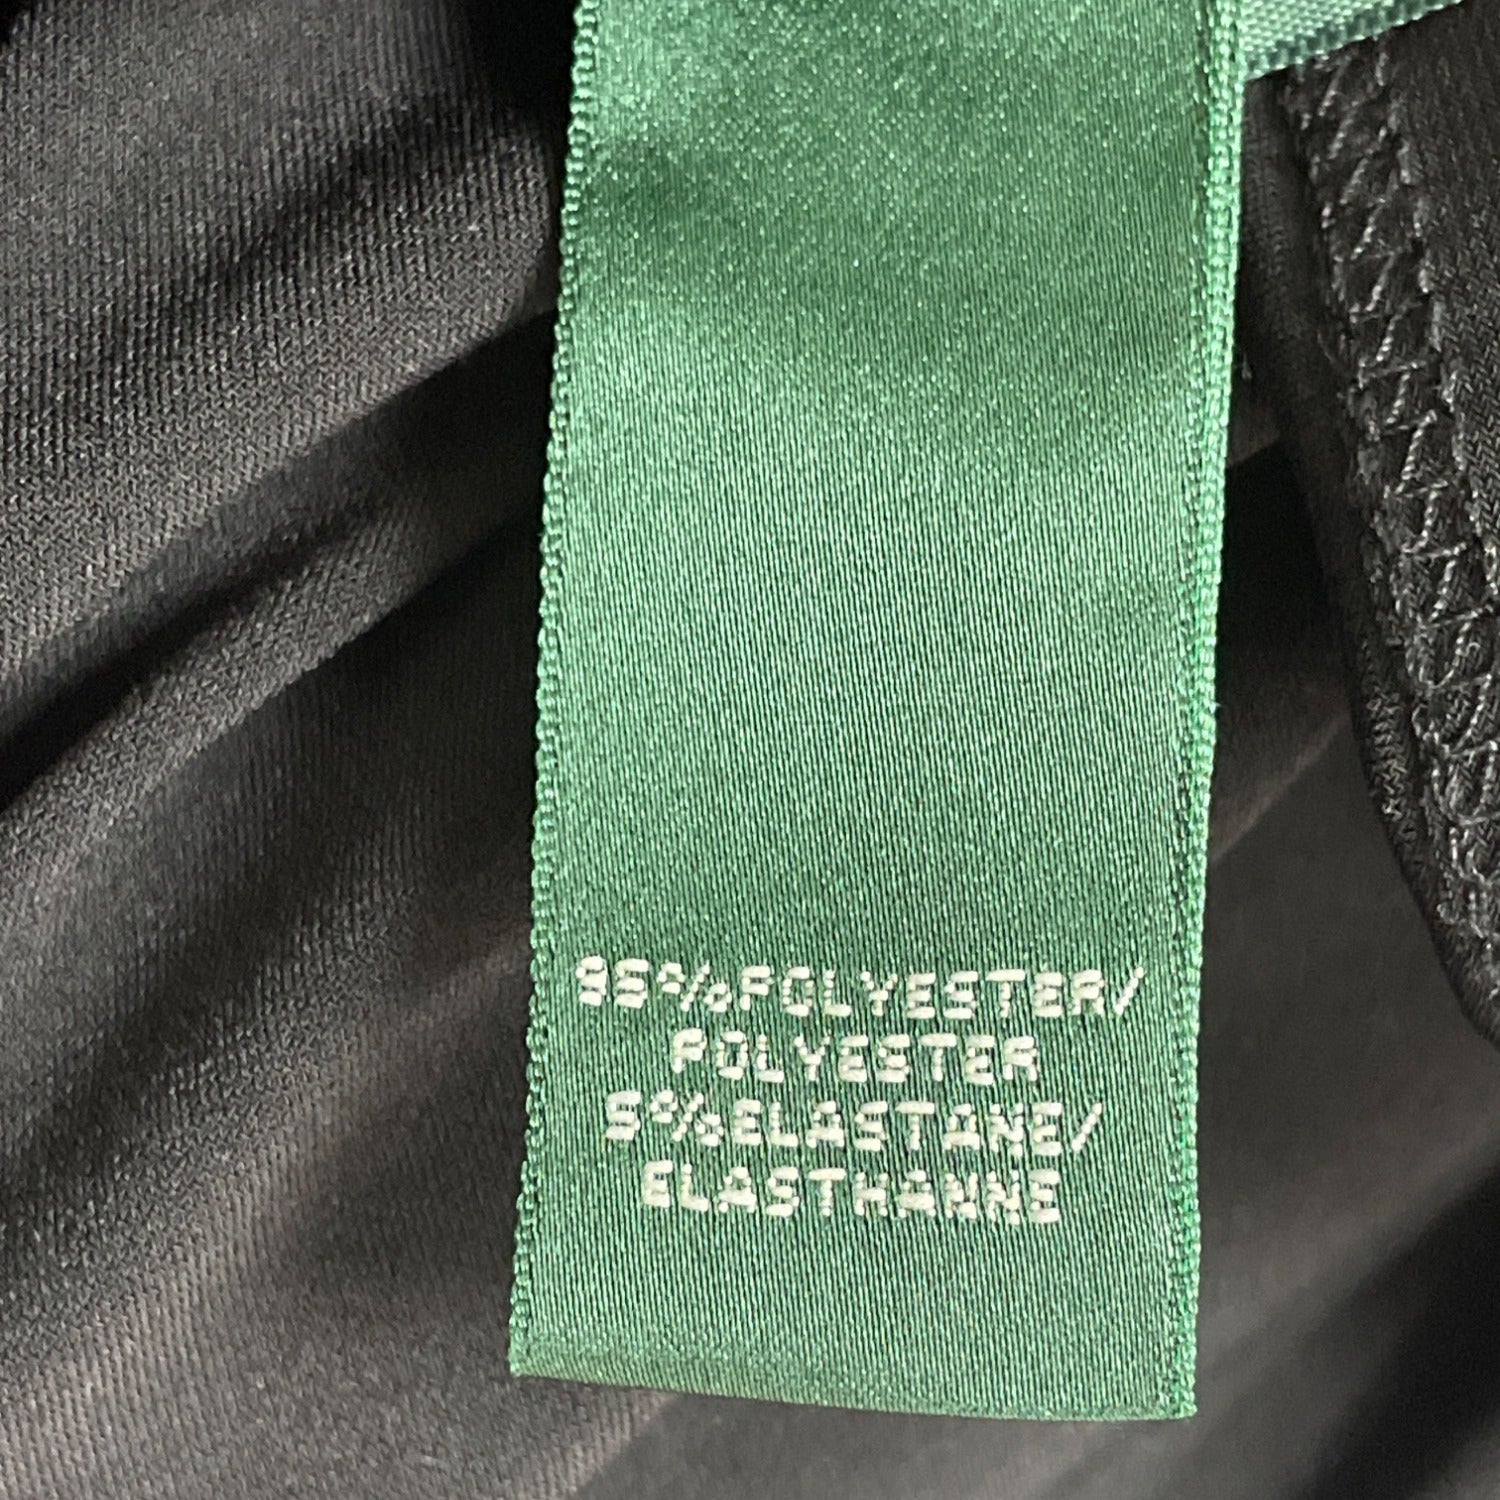 95%POLYESTER/
POLYESTER
5%ELASTANE/
ELASTHANNE